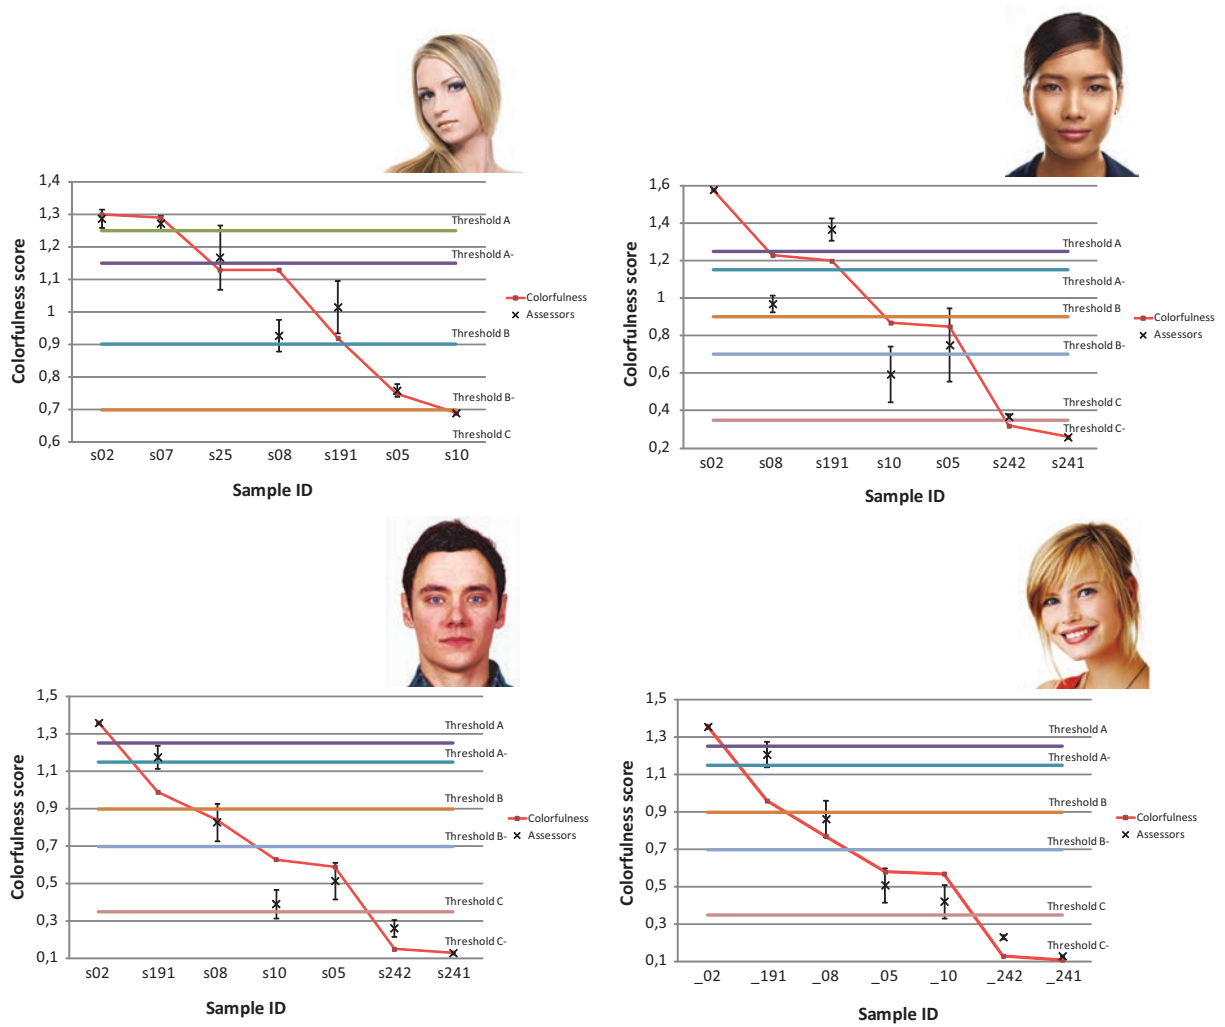 1,4
1,3
1,2
1,1
1
0,9
0,8
0,7
0,6
Colorfulness score
Threshold A
Threshold A-
Threshold B
Threshold B-
Threshold C
Colorfulness
Assessors
s02 s07 s25 s08 s191 s05 s10
Sample ID
1,6
1,4
1,2
1
0,8
0,6
0,4
0,2
Colorfulness score
Threshold A
Threshold A-
Threshold B
Threshold B-
Threshold C
Threshold C-
Colorfulness
Assessors
s02 s08 s191 s10 s05 s242 s241
Sample ID
1,5
1,3
1,1
0,9
0,7
0,5
0,3
0,1
Colorfulness score
Threshold A
Threshold A-
Threshold B
Threshold B-
Threshold C
Threshold C-
Colorfulness
Assessors
s02 s191 s08 s10 s05 s242 s241
Sample ID
1,5
1,3
1,1
0,9
0,7
0,5
0,3
0,1
Colorfulness score
Threshold A
Threshold A-
Threshold B
Threshold B-
Threshold C
Threshold C-
Colorfulness
Assessors
_02 _191 _08 _05 _10 _242 _241
Sample ID